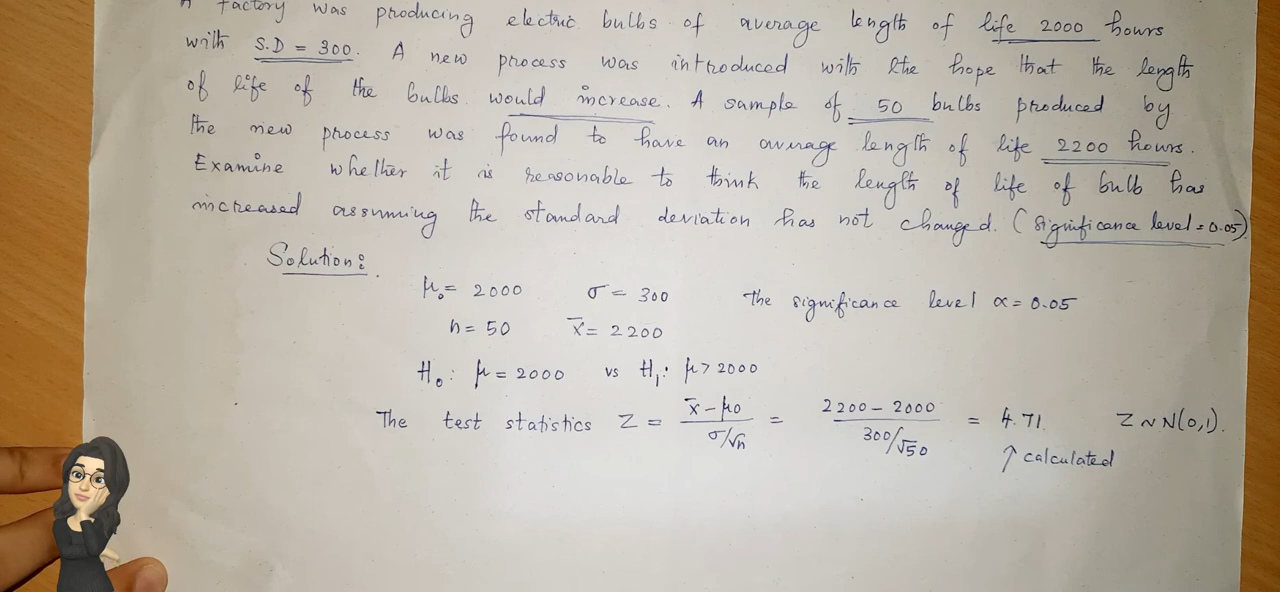 A factory was producing electric bulbs of average length of life 2000 hours
with S.D = 300. A new process was introduced with the hope that the length
of life of the bulbs would increase. A sample of 50 bulbs produced by
the new process was found to have an average length of life 2200 hours.
Examine whether it is reasonable to think the length of life of bulb has
increased assuming the standard deviation has not changed. (Significance level = 0.05)
Solution:
μ₀ = 2000 σ = 300 The significance level α = 0.05
n = 50 x̄ = 2200
H₀: μ = 2000 vs H₁: μ > 2000
The test statistics Z = (x̄ - μ0)/(σ/√n) = (2200 - 2000)/(300/√50) = 4.71. Z ~ N(0,1).
↑ calculated